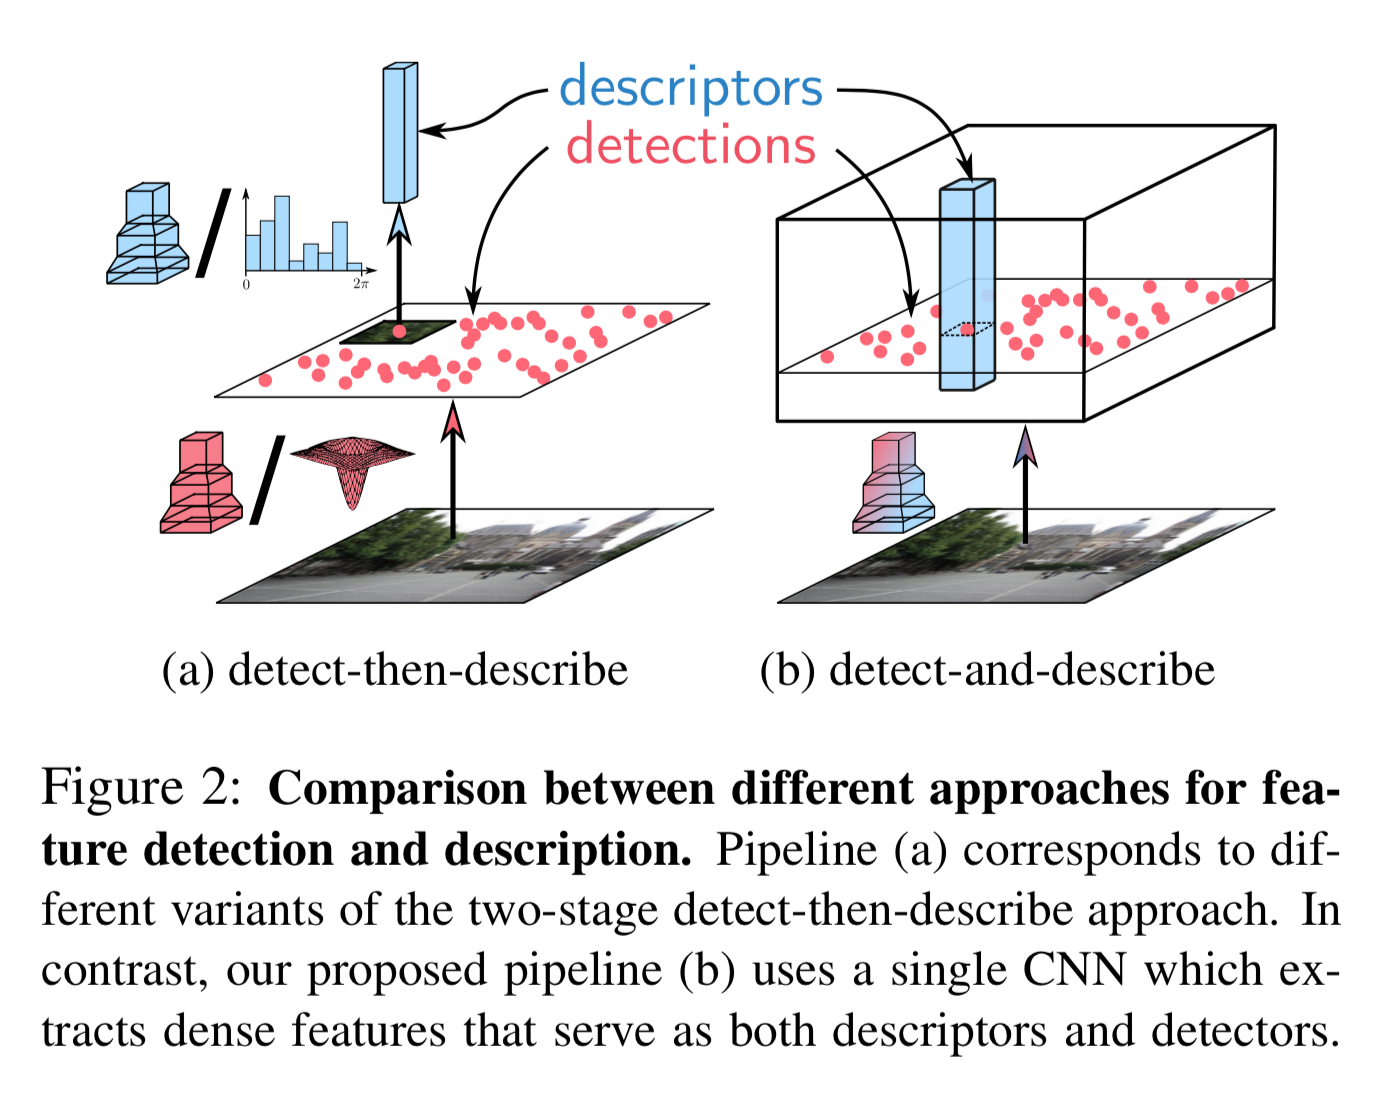 descriptors
detections
0
2π
(a) detect-then-describe
(b) detect-and-describe
Figure 2: Comparison between different approaches for fea-
ture detection and description. Pipeline (a) corresponds to dif-
ferent variants of the two-stage detect-then-describe approach. In
contrast, our proposed pipeline (b) uses a single CNN which ex-
tracts dense features that serve as both descriptors and detectors.